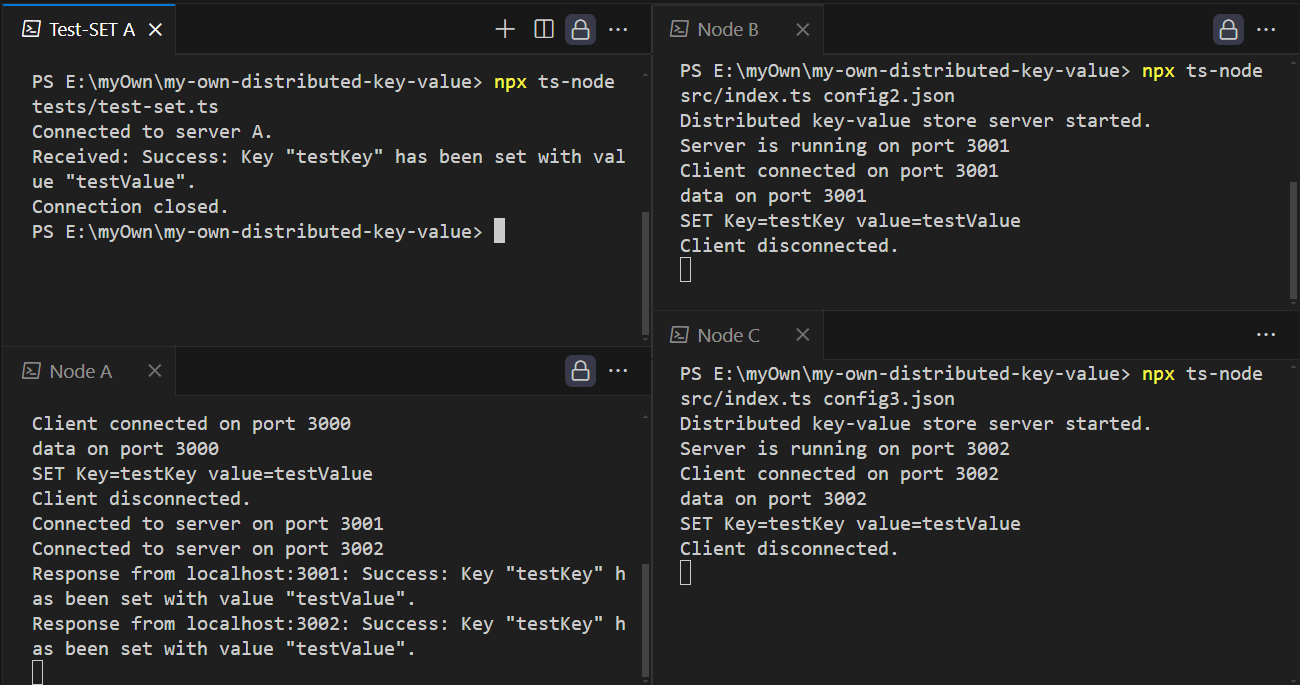 Test-SET A
PS E:\myOwn\my-own-distributed-key-value> npx ts-node
tests/test-set.ts
Connected to server A.
Received: Success: Key "testKey" has been set with val
ue "testValue".
Connection closed.
PS E:\myOwn\my-own-distributed-key-value>
Node A
Client connected on port 3000
data on port 3000
SET Key=testKey value=testValue
Client disconnected.
Connected to server on port 3001
Connected to server on port 3002
Response from localhost:3001: Success: Key "testKey" h
as been set with value "testValue".
Response from localhost:3002: Success: Key "testKey" h
as been set with value "testValue".
Node B
PS E:\myOwn\my-own-distributed-key-value> npx ts-node
src/index.ts config2.json
Distributed key-value store server started.
Server is running on port 3001
Client connected on port 3001
data on port 3001
SET Key=testKey value=testValue
Client disconnected.
Node C
PS E:\myOwn\my-own-distributed-key-value> npx ts-node
src/index.ts config3.json
Distributed key-value store server started.
Server is running on port 3002
Client connected on port 3002
data on port 3002
SET Key=testKey value=testValue
Client disconnected.